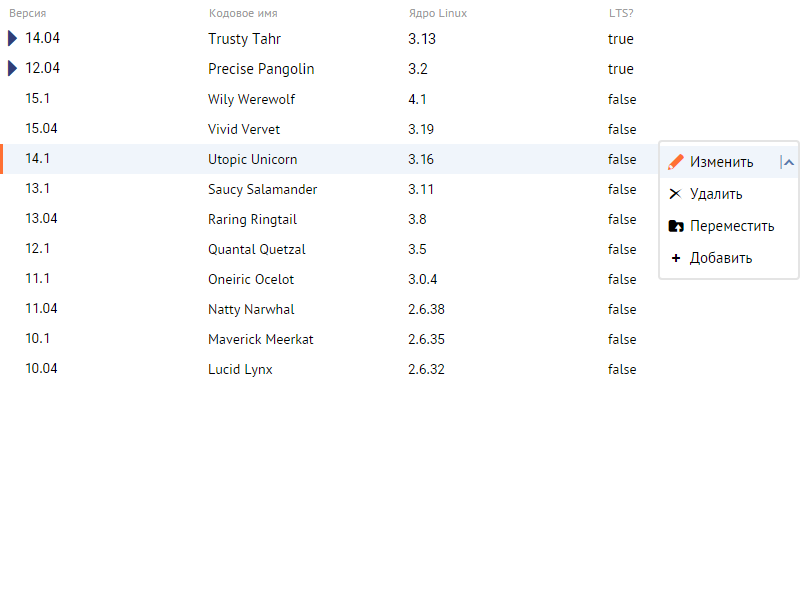 Версия Кодовое имя Ядро Linux LTS?
14.04 Trusty Tahr 3.13 true
12.04 Precise Pangolin 3.2 true
15.1 Wily Werewolf 4.1 false
15.04 Vivid Vervet 3.19 false
14.1 Utopic Unicorn 3.16 false Изменить
13.1 Saucy Salamander 3.11 false Удалить
13.04 Raring Ringtail 3.8 false Переместить
12.1 Quantal Quetzal 3.5 false Добавить
11.1 Oneiric Ocelot 3.0.4 false
11.04 Natty Narwhal 2.6.38 false
10.1 Maverick Meerkat 2.6.35 false
10.04 Lucid Lynx 2.6.32 false